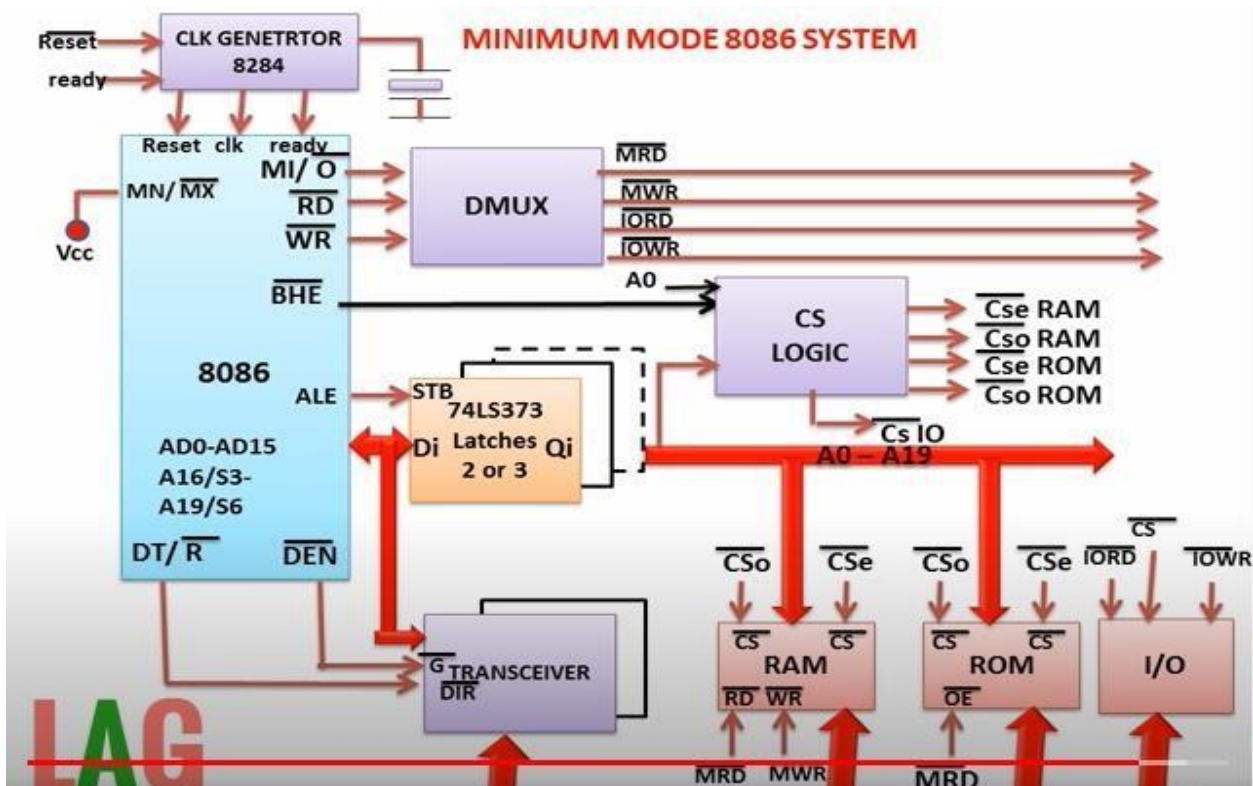 MINIMUM MODE 8086 SYSTEM
Reset
ready
CLK GENETRTOR
8284
Reset clk ready
MN/ MX
Vcc
MI/ O
RD
WR
BHE
8086
ALE
AD0-AD15
A16/S3-
A19/S6
DT/ R
DEN
DMUX
MRD
MWR
IORD
IOWR
A0
CS
LOGIC
Cse RAM
Cso RAM
Cse ROM
Cso ROM
Cs IO
STB
74LS373
Di Latches Qi
2 or 3
A0 – A19
G
TRANSCEIVER
DIR
CSo
CSe
CS
CS
RAM
RD WR
MRD
MWR
CSo
CSe
CS
CS
ROM
OE
MRD
IORD
CS
IOWR
I/O
LAG